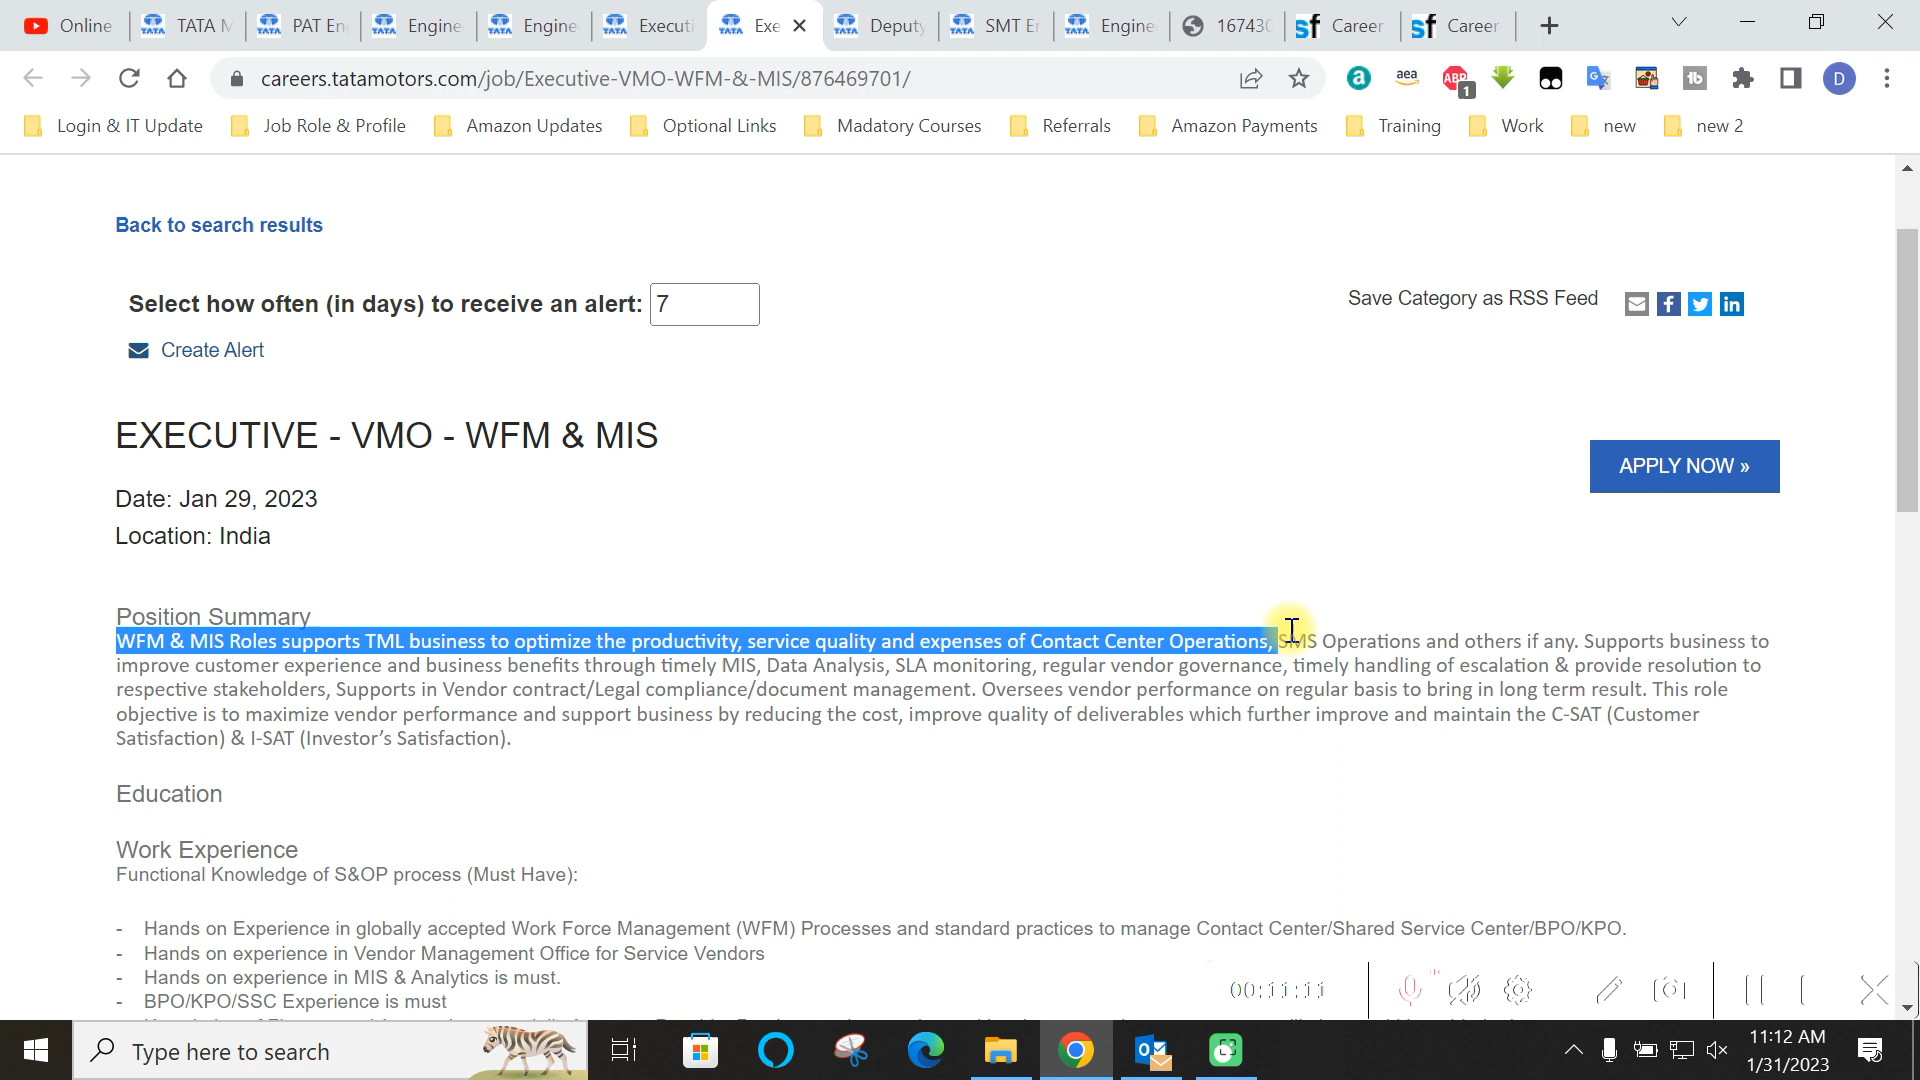 Online
TATA M
PAT En
Engine
Engine
Executi
Exe
Deputy
SMT Er
Engine
16743
Career
Career
careers.tatamotors.com/job/Executive-VMO-WFM-&-MIS/876469701/
Login & IT Update
Job Role & Profile
Amazon Updates
Optional Links
Madatory Courses
Referrals
Amazon Payments
Training
Work
new
new 2
Back to search results
Select how often (in days) to receive an alert: 7
Save Category as RSS Feed
Create Alert
EXECUTIVE - VMO - WFM & MIS
APPLY NOW »
Date: Jan 29, 2023
Location: India
Position Summary
WFM & MIS Roles supports TML business to optimize the productivity, service quality and expenses of Contact Center Operations, SMS Operations and others if any. Supports business to
improve customer experience and business benefits through timely MIS, Data Analysis, SLA monitoring, regular vendor governance, timely handling of escalation & provide resolution to
respective stakeholders, Supports in Vendor contract/Legal compliance/document management. Oversees vendor performance on regular basis to bring in long term result. This role
objective is to maximize vendor performance and support business by reducing the cost, improve quality of deliverables which further improve and maintain the C-SAT (Customer
Satisfaction) & I-SAT (Investor's Satisfaction).
Education
Work Experience
Functional Knowledge of S&OP process (Must Have):
- Hands on Experience in globally accepted Work Force Management (WFM) Processes and standard practices to manage Contact Center/Shared Service Center/BPO/KPO.
- Hands on experience in Vendor Management Office for Service Vendors
- Hands on experience in MIS & Analytics is must.
- BPO/KPO/SSC Experience is must
00:11:11
Type here to search
11:12 AM
1/31/2023